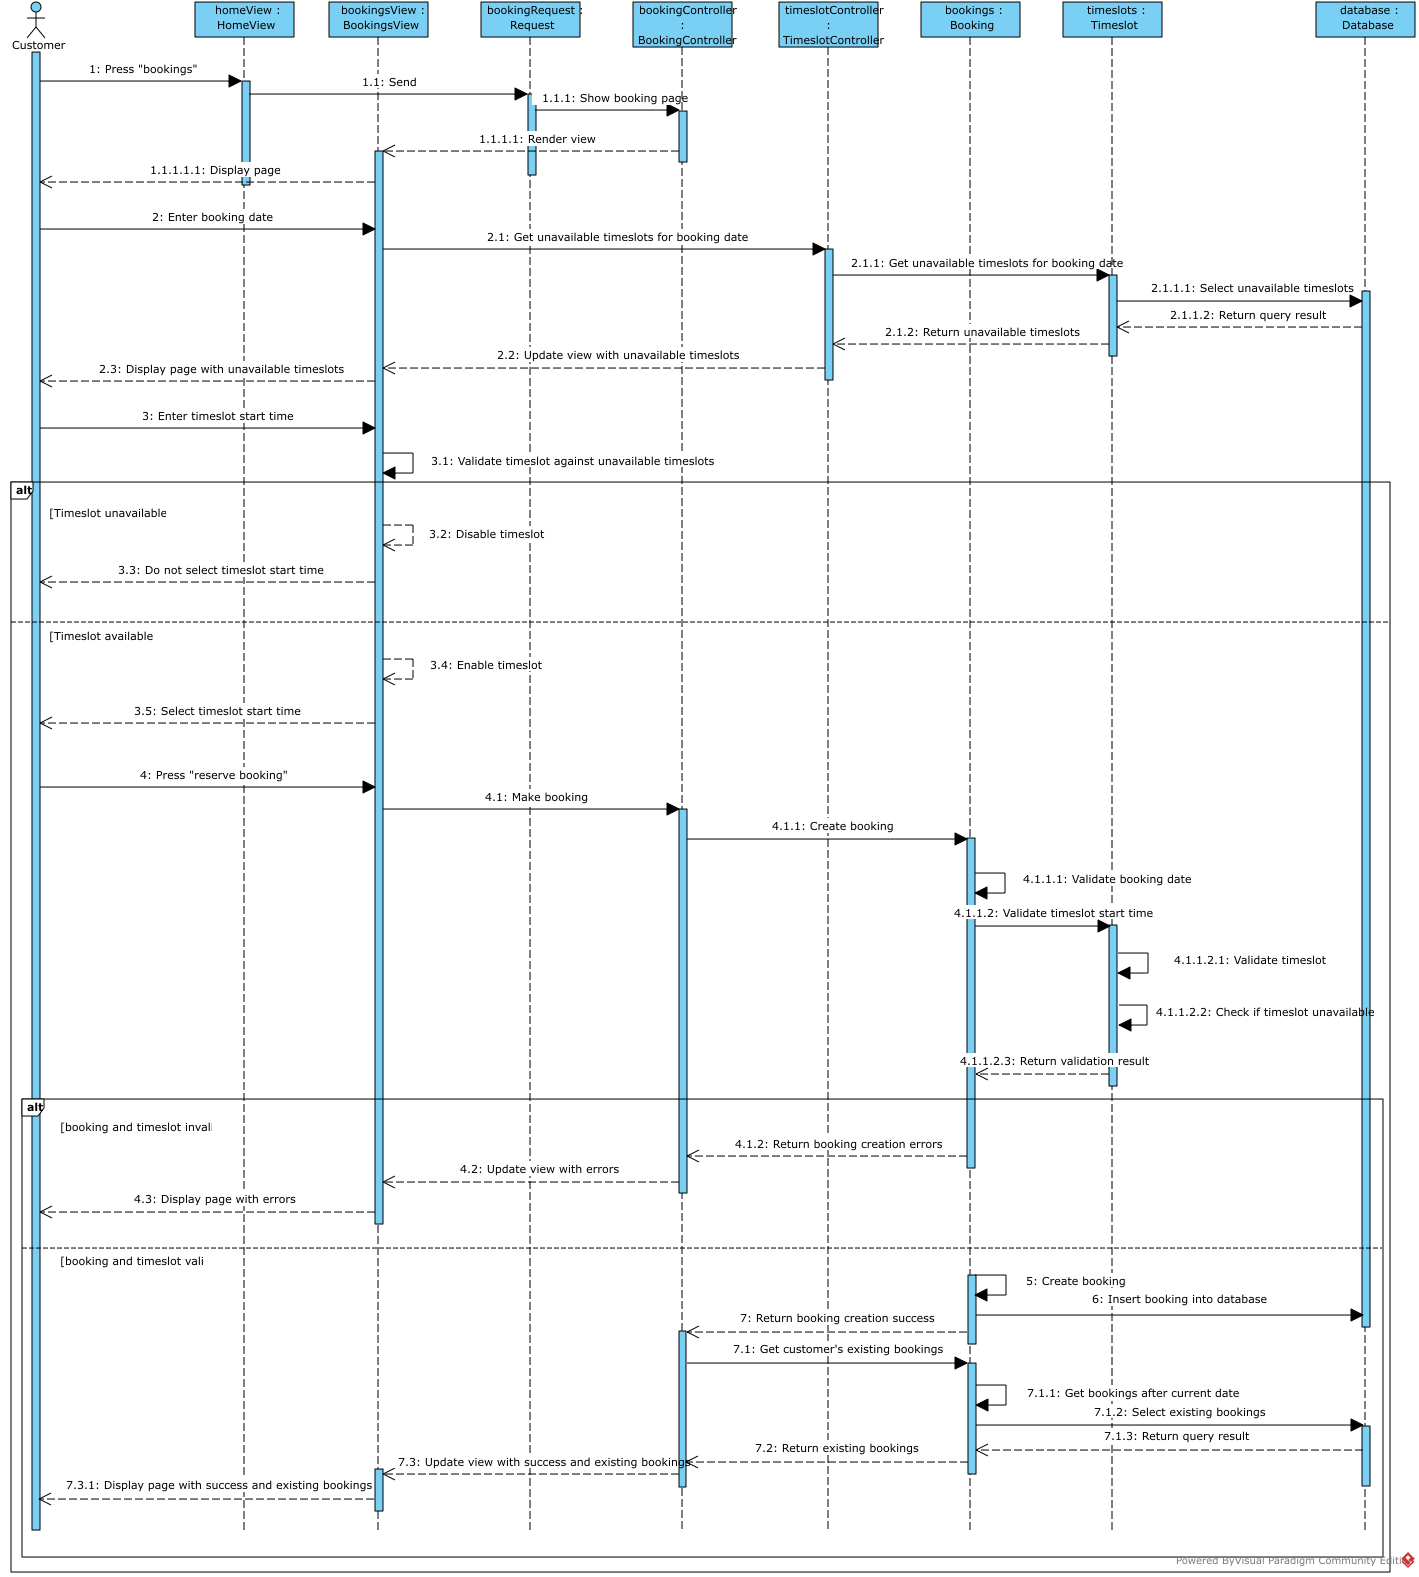 homeView :
HomeView
bookingsView :
BookingsView
bookingRequest :
Request
bookingController
:
BookingController
timeslotController
:
TimeslotController
bookings :
Booking
timeslots :
Timeslot
database :
Database
Customer
1: Press "bookings"
1.1: Send
1.1.1: Show booking page
1.1.1.1: Render view
1.1.1.1.1: Display page
2: Enter booking date
2.1: Get unavailable timeslots for booking date
2.1.1: Get unavailable timeslots for booking date
2.1.1.1: Select unavailable timeslots
2.1.1.2: Return query result
2.1.2: Return unavailable timeslots
2.2: Update view with unavailable timeslots
2.3: Display page with unavailable timeslots
3: Enter timeslot start time
3.1: Validate timeslot against unavailable timeslots
alt
[Timeslot unavailable
3.2: Disable timeslot
3.3: Do not select timeslot start time
[Timeslot available
3.4: Enable timeslot
3.5: Select timeslot start time
4: Press "reserve booking"
4.1: Make booking
4.1.1: Create booking
4.1.1.1: Validate booking date
4.1.1.2: Validate timeslot start time
4.1.1.2.1: Validate timeslot
4.1.1.2.2: Check if timeslot unavailable
4.1.1.2.3: Return validation result
alt
[booking and timeslot invali
4.1.2: Return booking creation errors
4.2: Update view with errors
4.3: Display page with errors
[booking and timeslot vali
5: Create booking
6: Insert booking into database
7: Return booking creation success
7.1: Get customer's existing bookings
7.1.1: Get bookings after current date
7.1.2: Select existing bookings
7.1.3: Return query result
7.2: Return existing bookings
7.3: Update view with success and existing bookings
7.3.1: Display page with success and existing bookings
Powered ByVisual Paradigm Community Edition